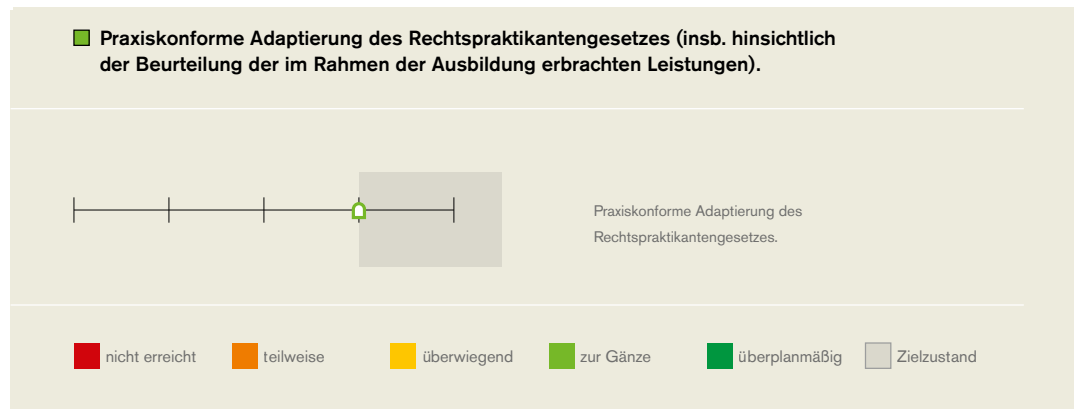 Praxiskonforme Adaptierung des Rechtspraktikantengesetzes (insb. hinsichtlich
der Beurteilung der im Rahmen der Ausbildung erbrachten Leistungen).
Praxiskonforme Adaptierung des
Rechtspraktikantengesetzes.
nicht erreicht
teilweise
überwiegend
zur Gänze
überplanmäßig
Zielzustand